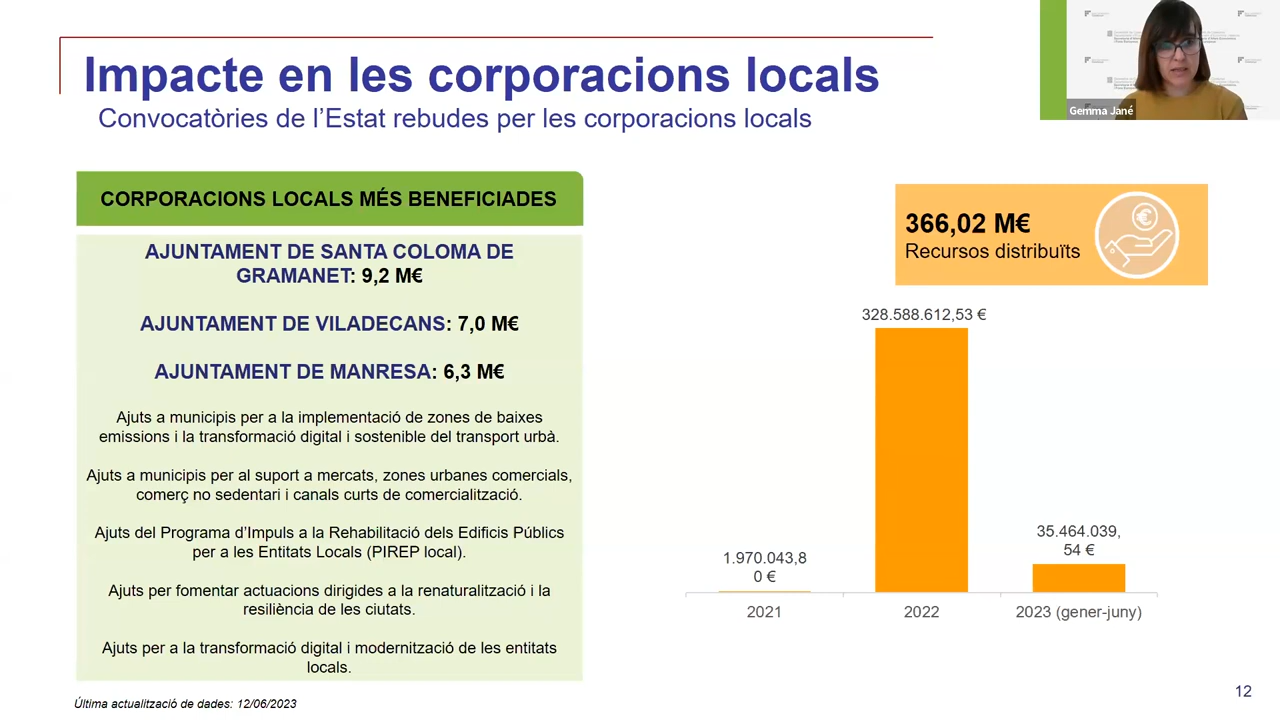 Impacte en les corporacions locals
Convocatòries de l’Estat rebudes per les corporacions locals
Gemma Jané
CORPORACIONS LOCALS MÉS BENEFICIADES
AJUNTAMENT DE SANTA COLOMA DE
GRAMANET: 9,2 M€
AJUNTAMENT DE VILADECANS: 7,0 M€
AJUNTAMENT DE MANRESA: 6,3 M€
Ajuts a municipis per a la implementació de zones de baixes
emissions i la transformació digital i sostenible del transport urbà.
Ajuts a municipis per al suport a mercats, zones urbanes comercials,
comerç no sedentari i canals curts de comercialització.
Ajuts del Programa d’Impuls a la Rehabilitació dels Edificis Públics
per a les Entitats Locals (PIREP local).
Ajuts per fomentar actuacions dirigides a la renaturalització i la
resiliència de les ciutats.
Ajuts per a la transformació digital i modernització de les entitats
locals.
366,02 M€
Recursos distribuïts
328.588.612,53 €
35.464.039,
54 €
1.970.043,8
0 €
2021
2022
2023 (gener-juny)
Última actualització de dades: 12/06/2023
12